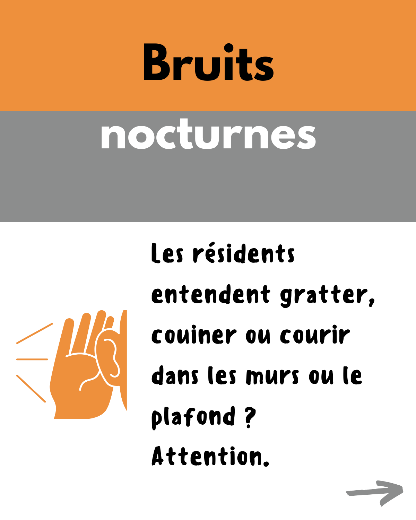 Bruits
nocturnes
Les résidents
entendent gratter,
couiner ou courir
dans les murs ou le
plafond ?
Attention.